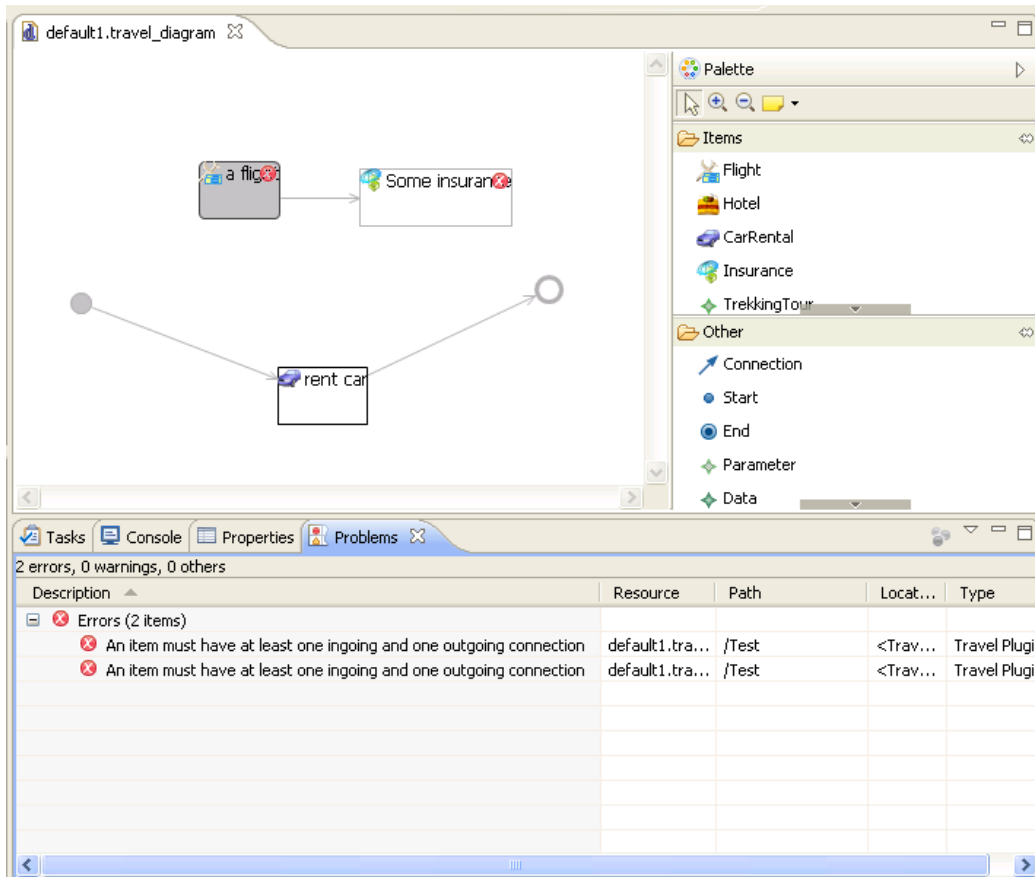 default1.travel_diagram
Palette
Items
a flight
Some insurance
Flight
Hotel
CarRental
Insurance
TrekkingTour
Other
rent car
Connection
Start
End
Parameter
Data
Tasks Console Properties Problems
2 errors, 0 warnings, 0 others
Description Resource Path Locat... Type
Errors (2 items)
An item must have at least one ingoing and one outgoing connection default1.tra... /Test <Trav... Travel Plugi
An item must have at least one ingoing and one outgoing connection default1.tra... /Test <Trav... Travel Plugi